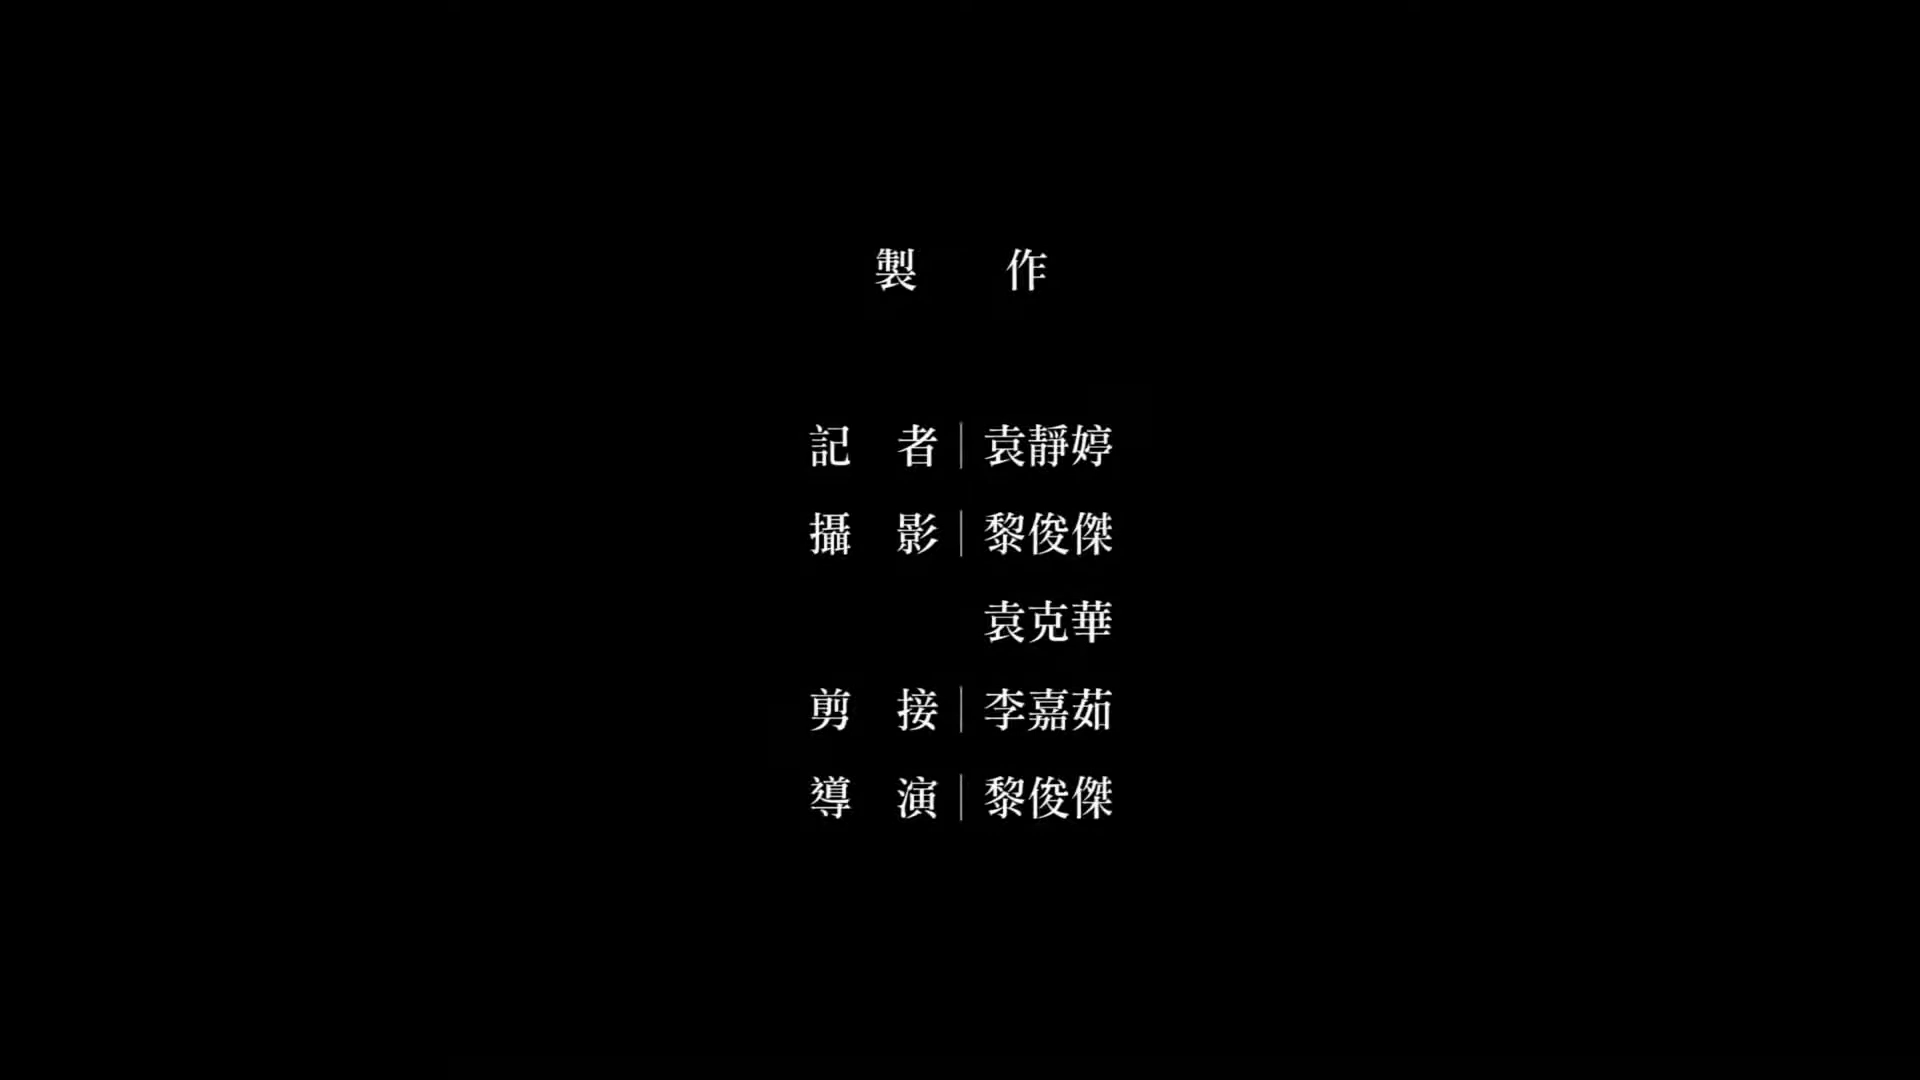 製　作
記　者｜袁靜婷
攝　影｜黎俊傑
袁克華
剪　接｜李嘉茹
導　演｜黎俊傑